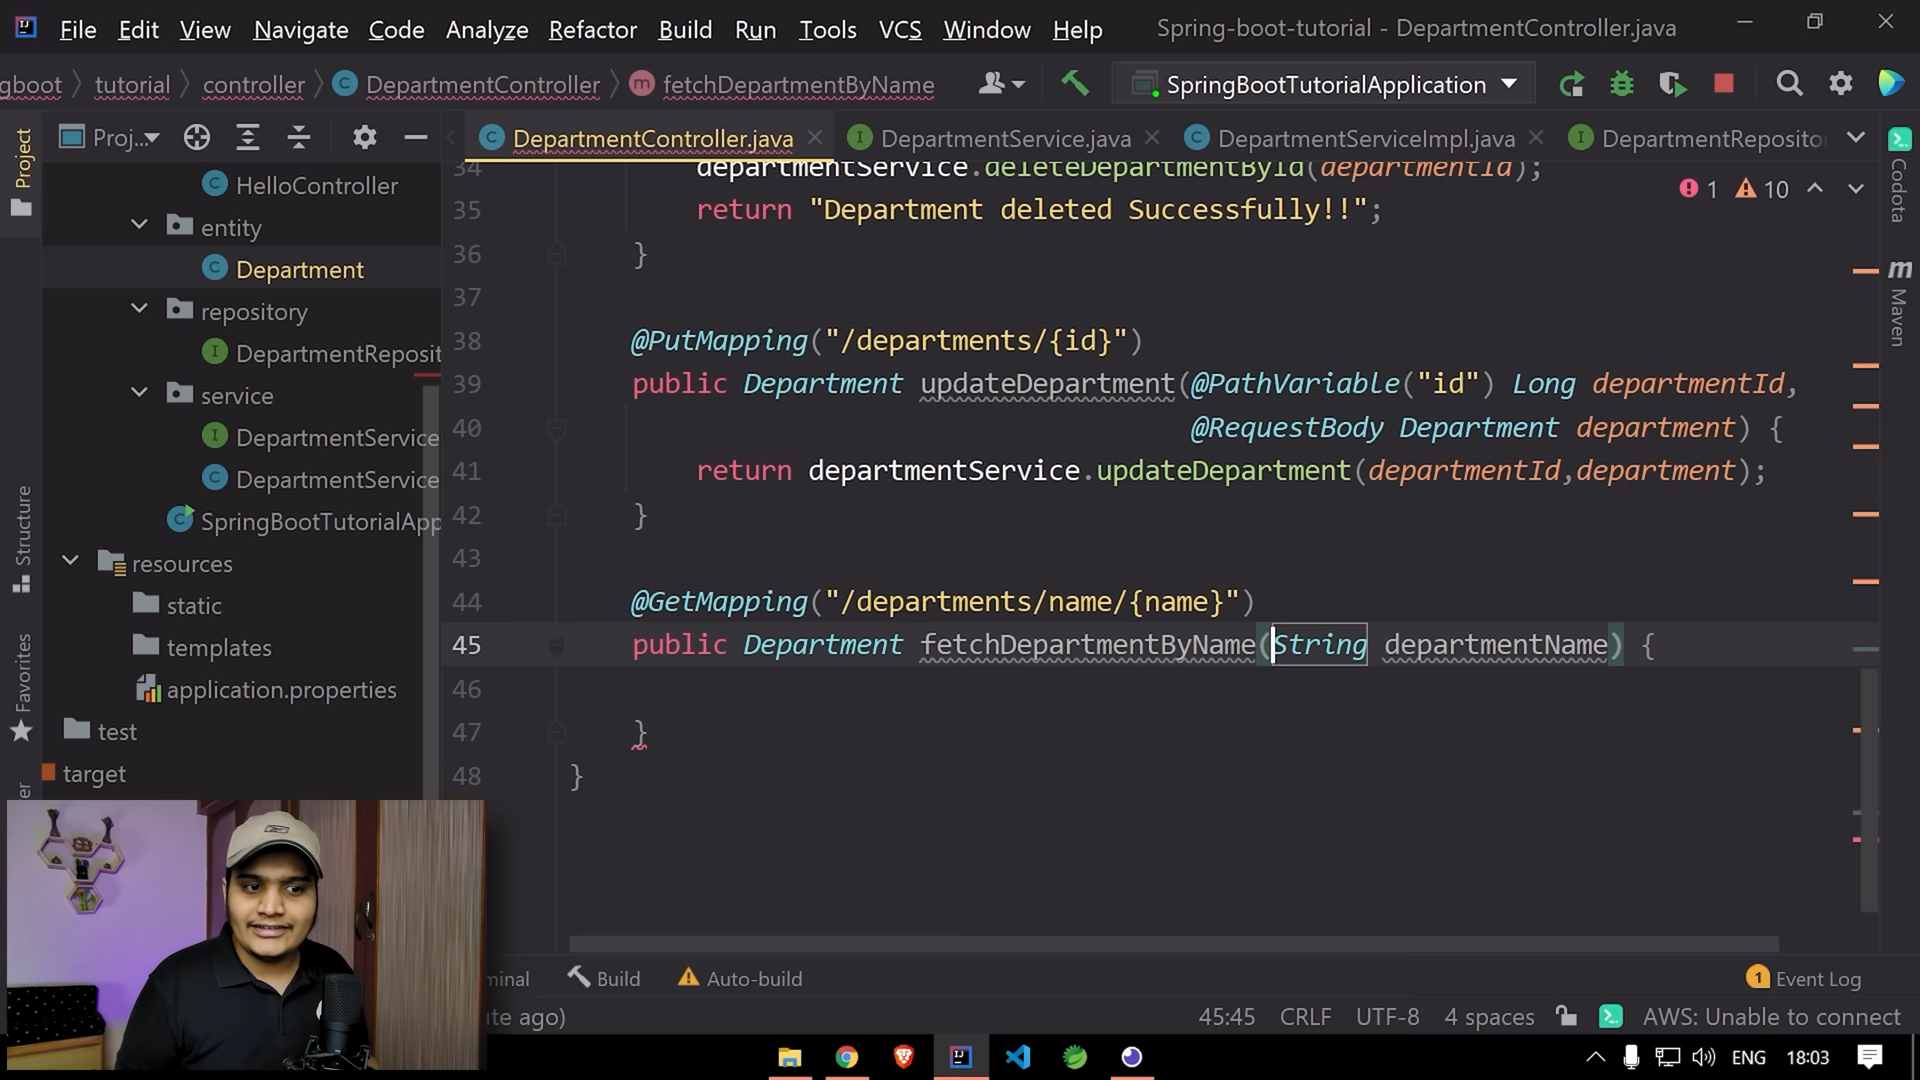 File Edit View Navigate Code Analyze Refactor Build Run Tools VCS Window Help Spring-boot-tutorial - DepartmentController.java
gboot tutorial controller DepartmentController fetchDepartmentByName SpringBootTutorialApplication
Proj... DepartmentController.java DepartmentService.java DepartmentServiceImpl.java DepartmentReposito
Project
Structure
Favorites
Codota
Maven
HelloController
entity
Department
repository
DepartmentReposit
service
DepartmentService
DepartmentService
SpringBootTutorialApp
resources
static
templates
application.properties
test
target
1 10
34 departmentService.deleteDepartmentById(departmentId);
35 return "Department deleted Successfully!!";
36 }
37
38 @PutMapping("/departments/{id}")
39 public Department updateDepartment(@PathVariable("id") Long departmentId,
40 @RequestBody Department department) {
41 return departmentService.updateDepartment(departmentId,department);
42 }
43
44 @GetMapping("/departments/name/{name}")
45 public Department fetchDepartmentByName(String departmentName) {
46
47 }
48 }
minal Build Auto-build 1 Event Log
te ago) 45:45 CRLF UTF-8 4 spaces AWS: Unable to connect
ENG 18:03